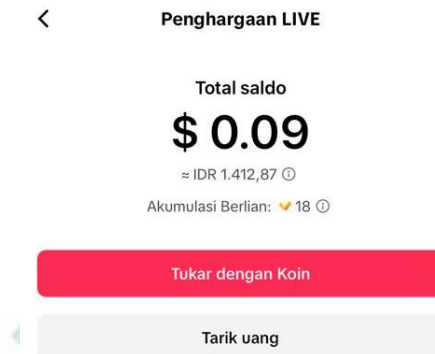 Penghargaan LIVE
Total saldo
$ 0.09
≈ IDR 1.412,87
Akumulasi Berlian: 18
Tukar dengan Koin
Tarik uang